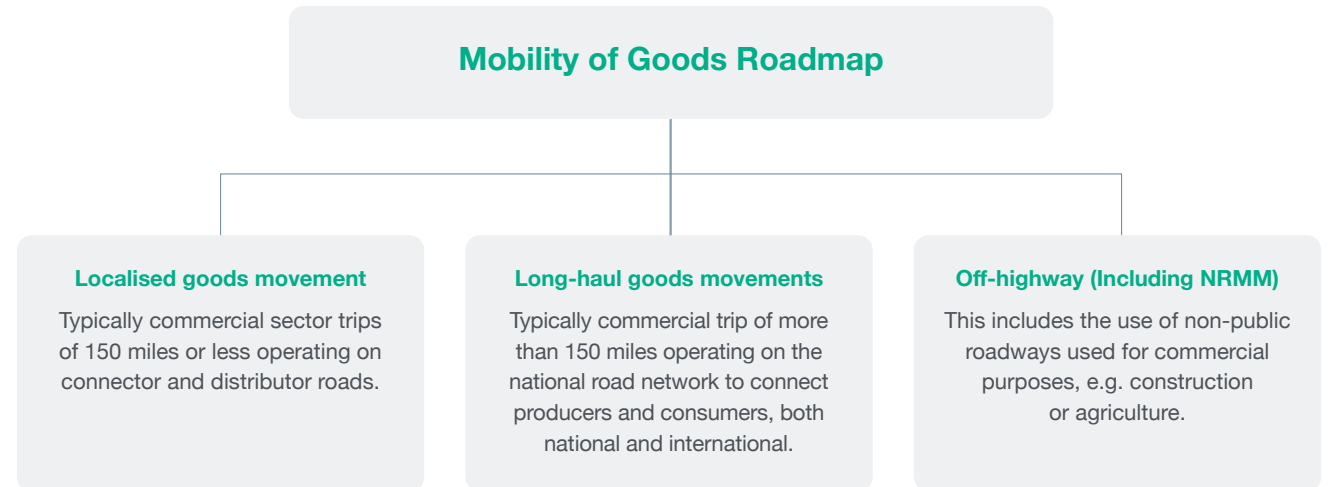 Mobility of Goods Roadmap
Localised goods movement
Typically commercial sector trips
of 150 miles or less operating on
connector and distributor roads.
Long-haul goods movements
Typically commercial trip of more
than 150 miles operating on the
national road network to connect
producers and consumers, both
national and international.
Off-highway (Including NRMM)
This includes the use of non-public
roadways used for commercial
purposes, e.g. construction
or agriculture.